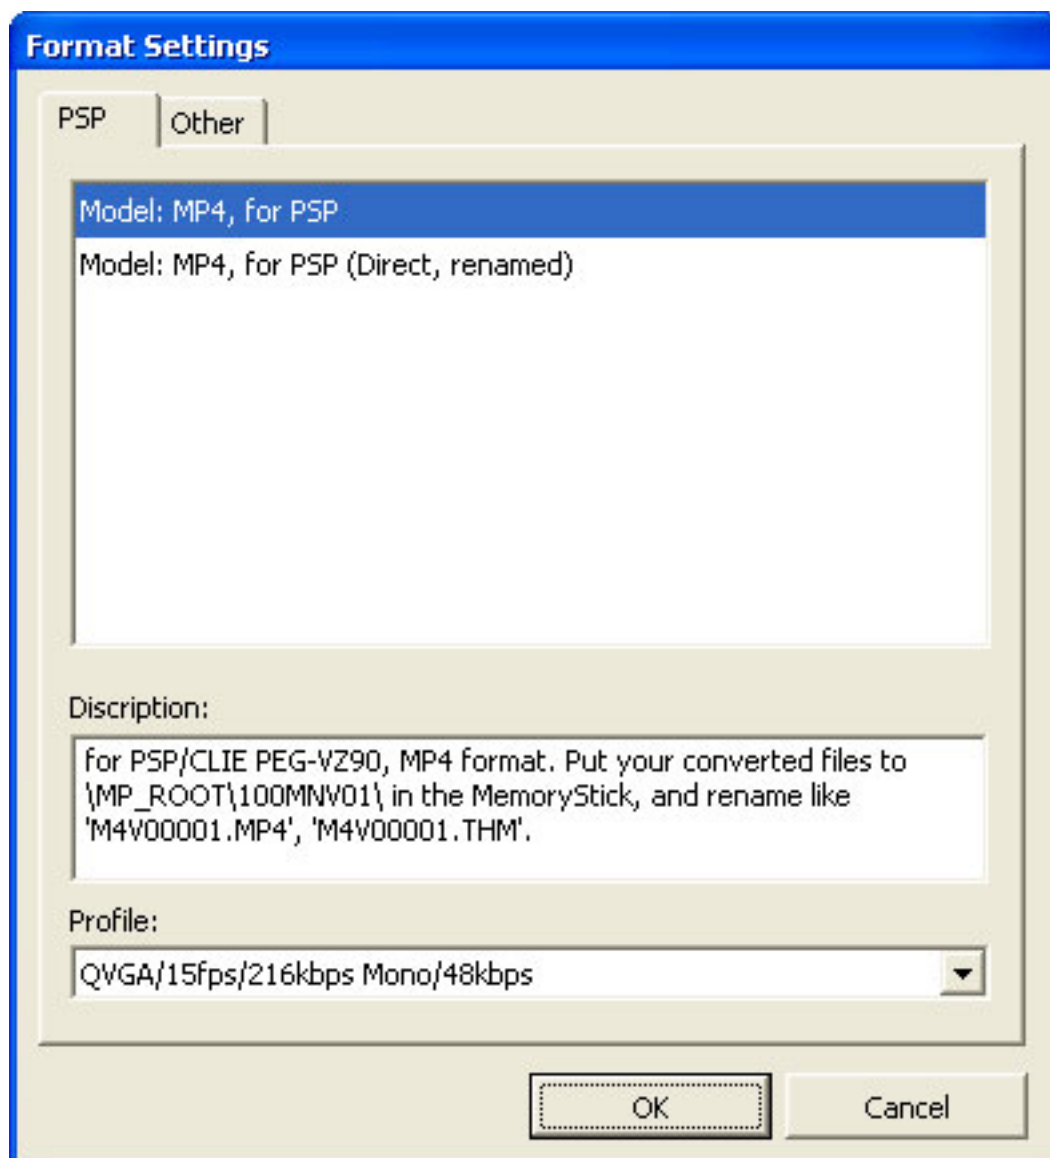 Format Settings
PSP
Other
Model: MP4, for PSP
Model: MP4, for PSP (Direct, renamed)
Discription:
for PSP/CLIE PEG-VZ90, MP4 format. Put your converted files to
\MP_ROOT\100MNV01\ in the MemoryStick, and rename like
'M4V00001.MP4', 'M4V00001.THM'.
Profile:
QVGA/15fps/216kbps Mono/48kbps
OK
Cancel